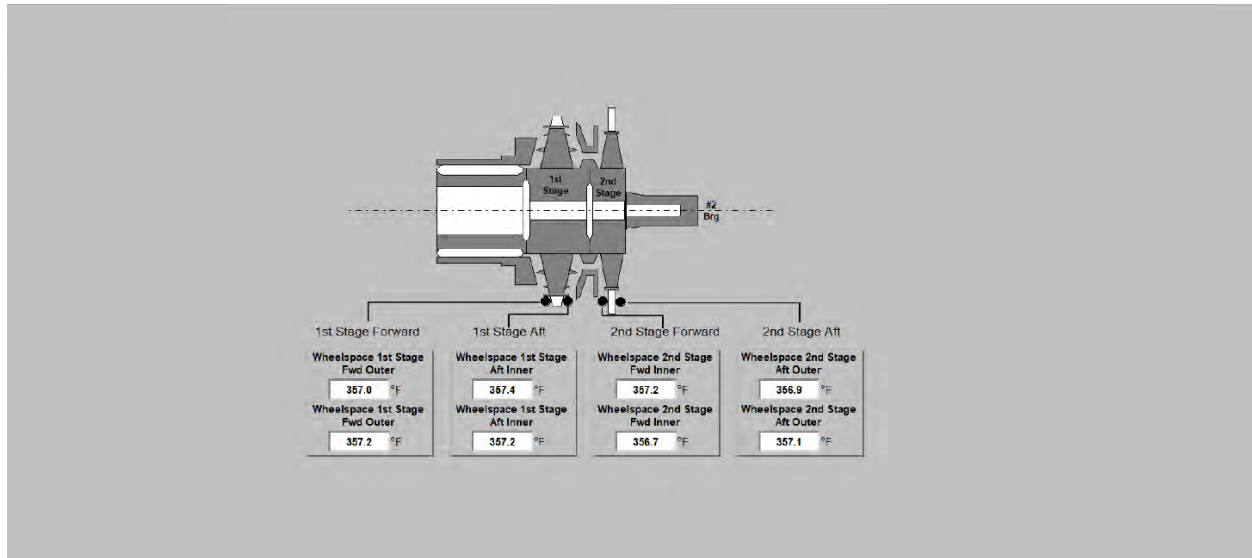 1st
Stage
2nd
Stage
#2
Brg
1st Stage Forward
1st Stage Aft
2nd Stage Forward
2nd Stage Aft
Wheelspace 1st Stage
Fwd Outer
357.0 °F
Wheelspace 1st Stage
Fwd Outer
357.2 °F
Wheelspace 1st Stage
Aft Inner
357.4 °F
Wheelspace 1st Stage
Aft Inner
357.2 °F
Wheelspace 2nd Stage
Fwd Inner
357.2 °F
Wheelspace 2nd Stage
Fwd Inner
356.7 °F
Wheelspace 2nd Stage
Aft Outer
356.9 °F
Wheelspace 2nd Stage
Aft Outer
357.1 °F